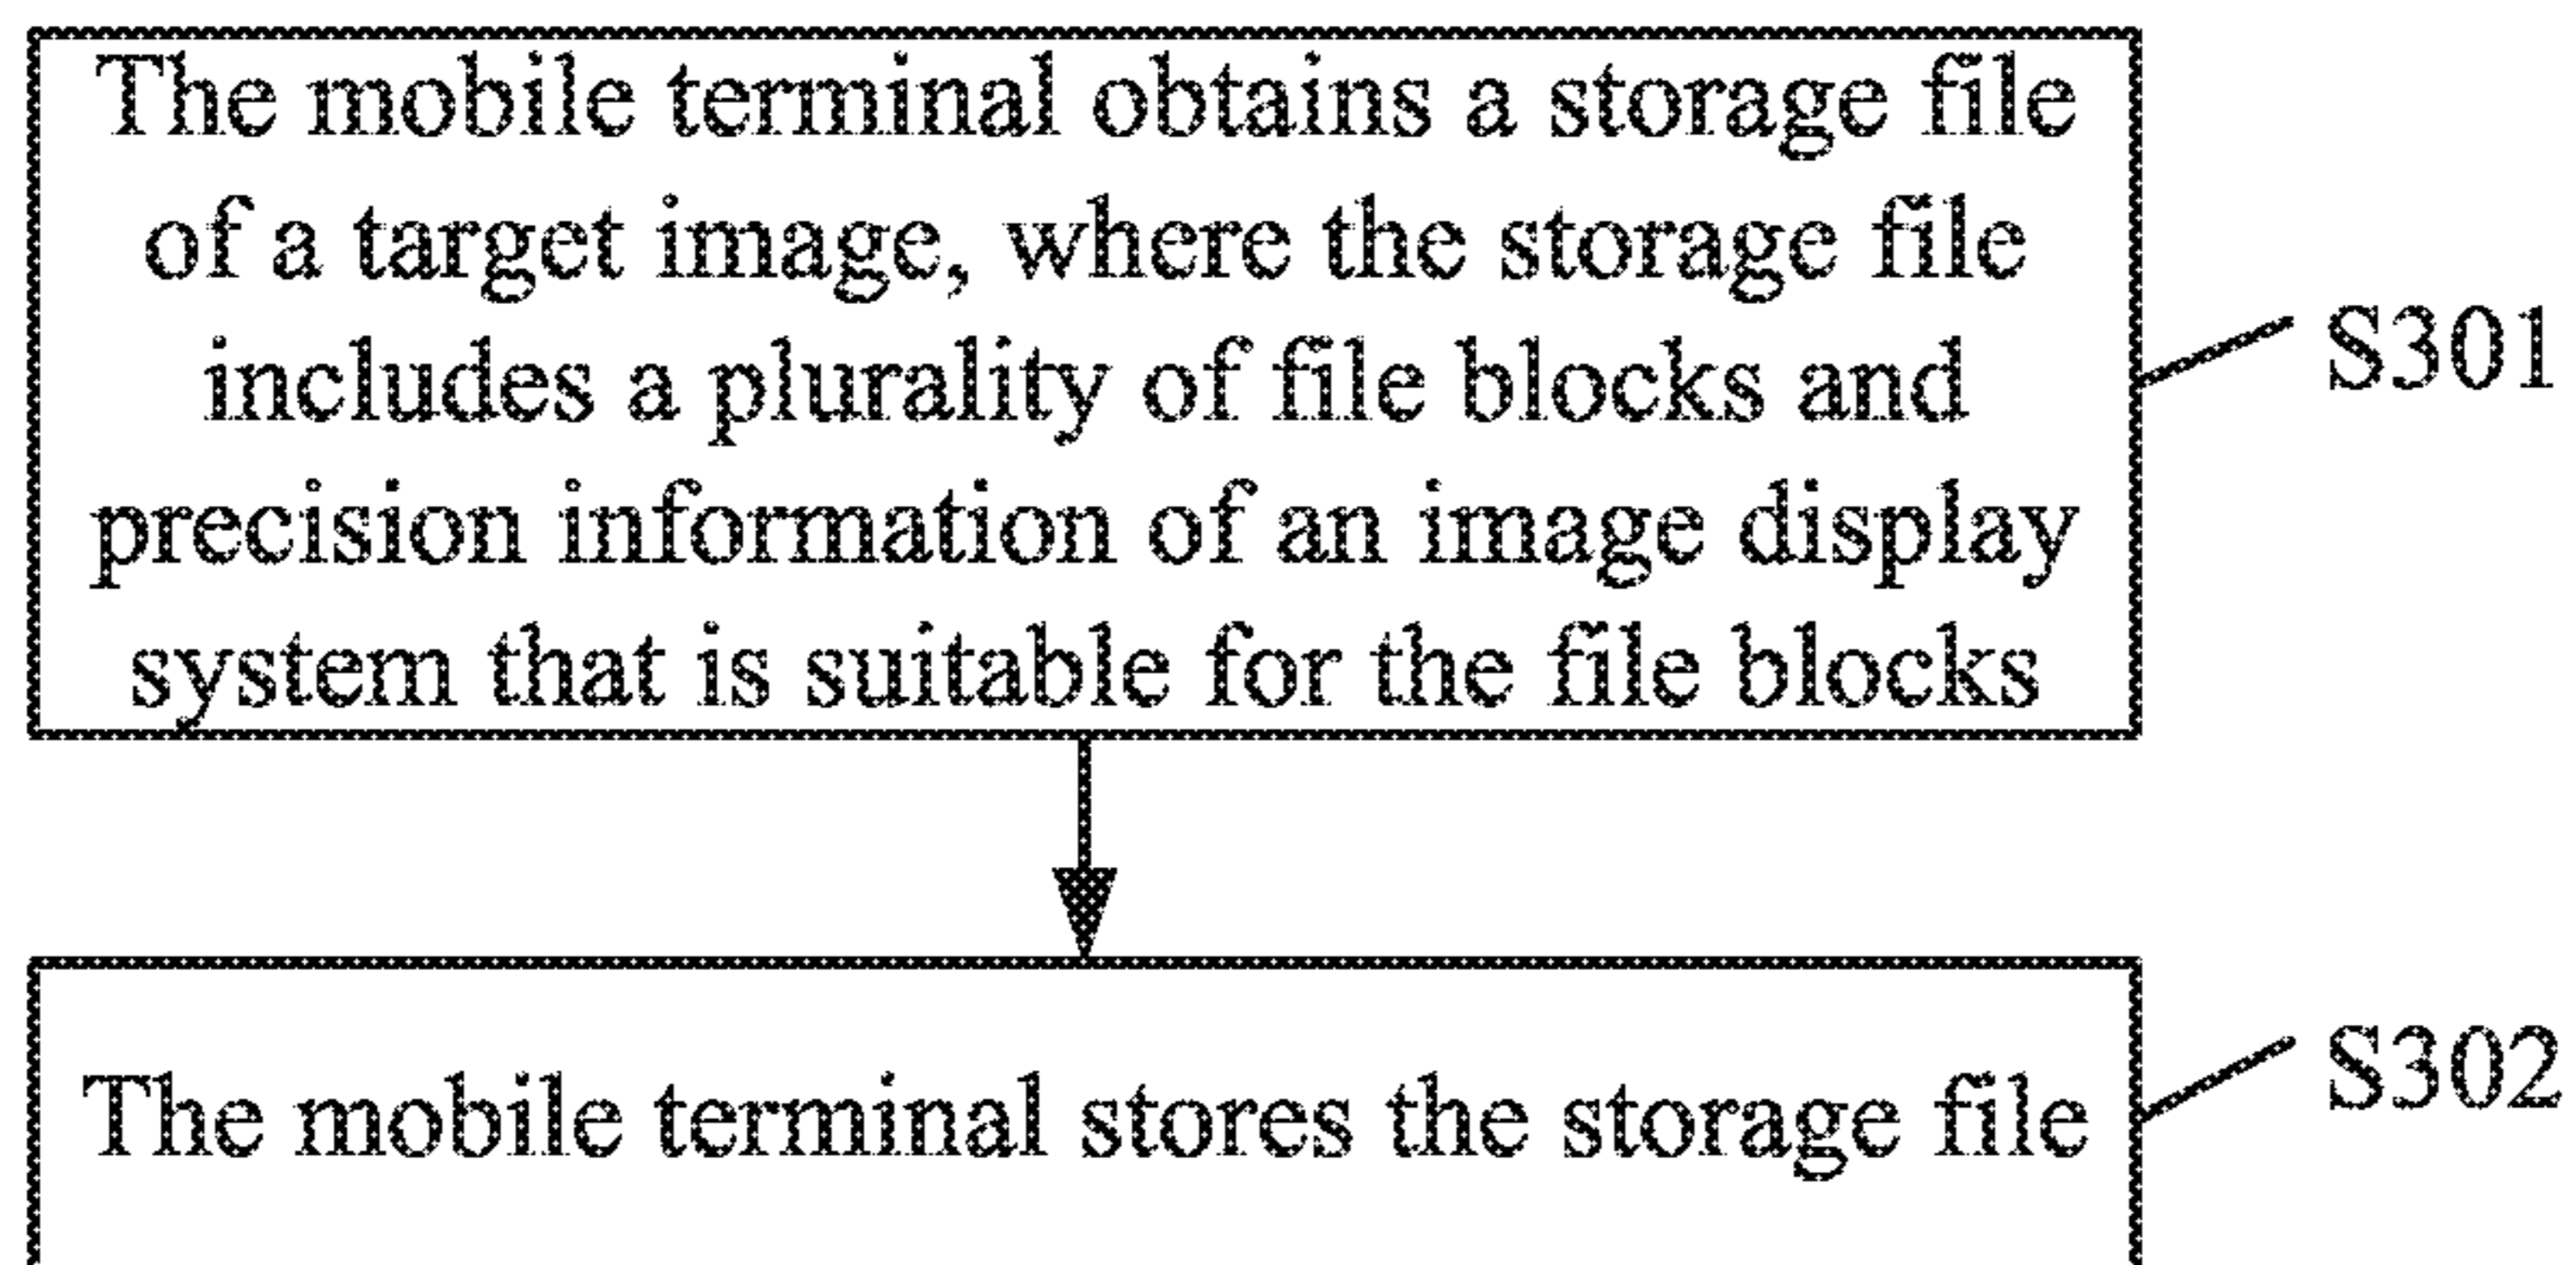 The mobile terminal obtains a storage file
of a target image, where the storage file
includes a plurality of file blocks and
precision information of an image display
system that is suitable for the file blocks
S301
The mobile terminal stores the storage file
S302